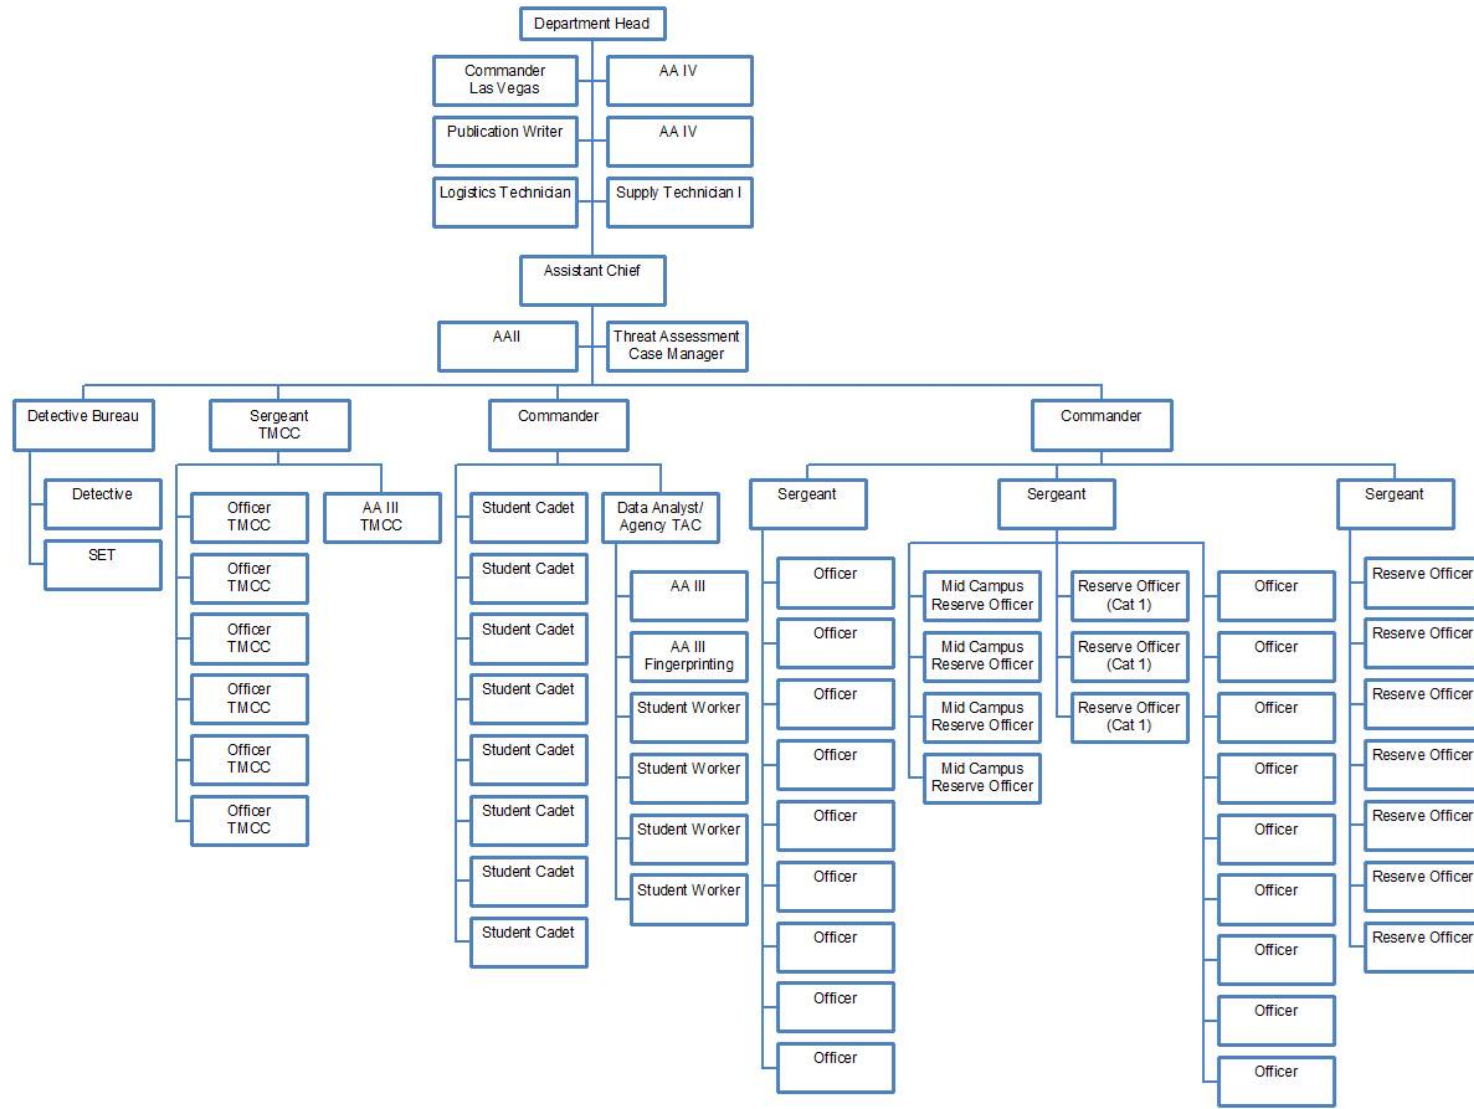 Department Head
Commander
Las Vegas
AA IV
Publication Writer
AA IV
Logistics Technician
Supply Technician I
Assistant Chief
AAII
Threat Assessment
Case Manager
Detective Bureau
Detective
SET
Sergeant
TMCC
Officer
TMCC
Officer
TMCC
Officer
TMCC
Officer
TMCC
Officer
TMCC
Officer
TMCC
AA III
TMCC
Commander
Student Cadet
Student Cadet
Student Cadet
Student Cadet
Student Cadet
Student Cadet
Student Cadet
Student Cadet
Data Analyst/
Agency TAC
AA III
AA III
Fingerprinting
Student Worker
Student Worker
Student Worker
Student Worker
Commander
Sergeant
Officer
Officer
Officer
Officer
Officer
Officer
Officer
Officer
Officer
Sergeant
Mid Campus
Reserve Officer
Mid Campus
Reserve Officer
Mid Campus
Reserve Officer
Mid Campus
Reserve Officer
Reserve Officer
(Cat 1)
Reserve Officer
(Cat 1)
Reserve Officer
(Cat 1)
Officer
Officer
Officer
Officer
Officer
Officer
Officer
Officer
Officer
Sergeant
Reserve Officer
Reserve Officer
Reserve Officer
Reserve Officer
Reserve Officer
Reserve Officer
Reserve Officer